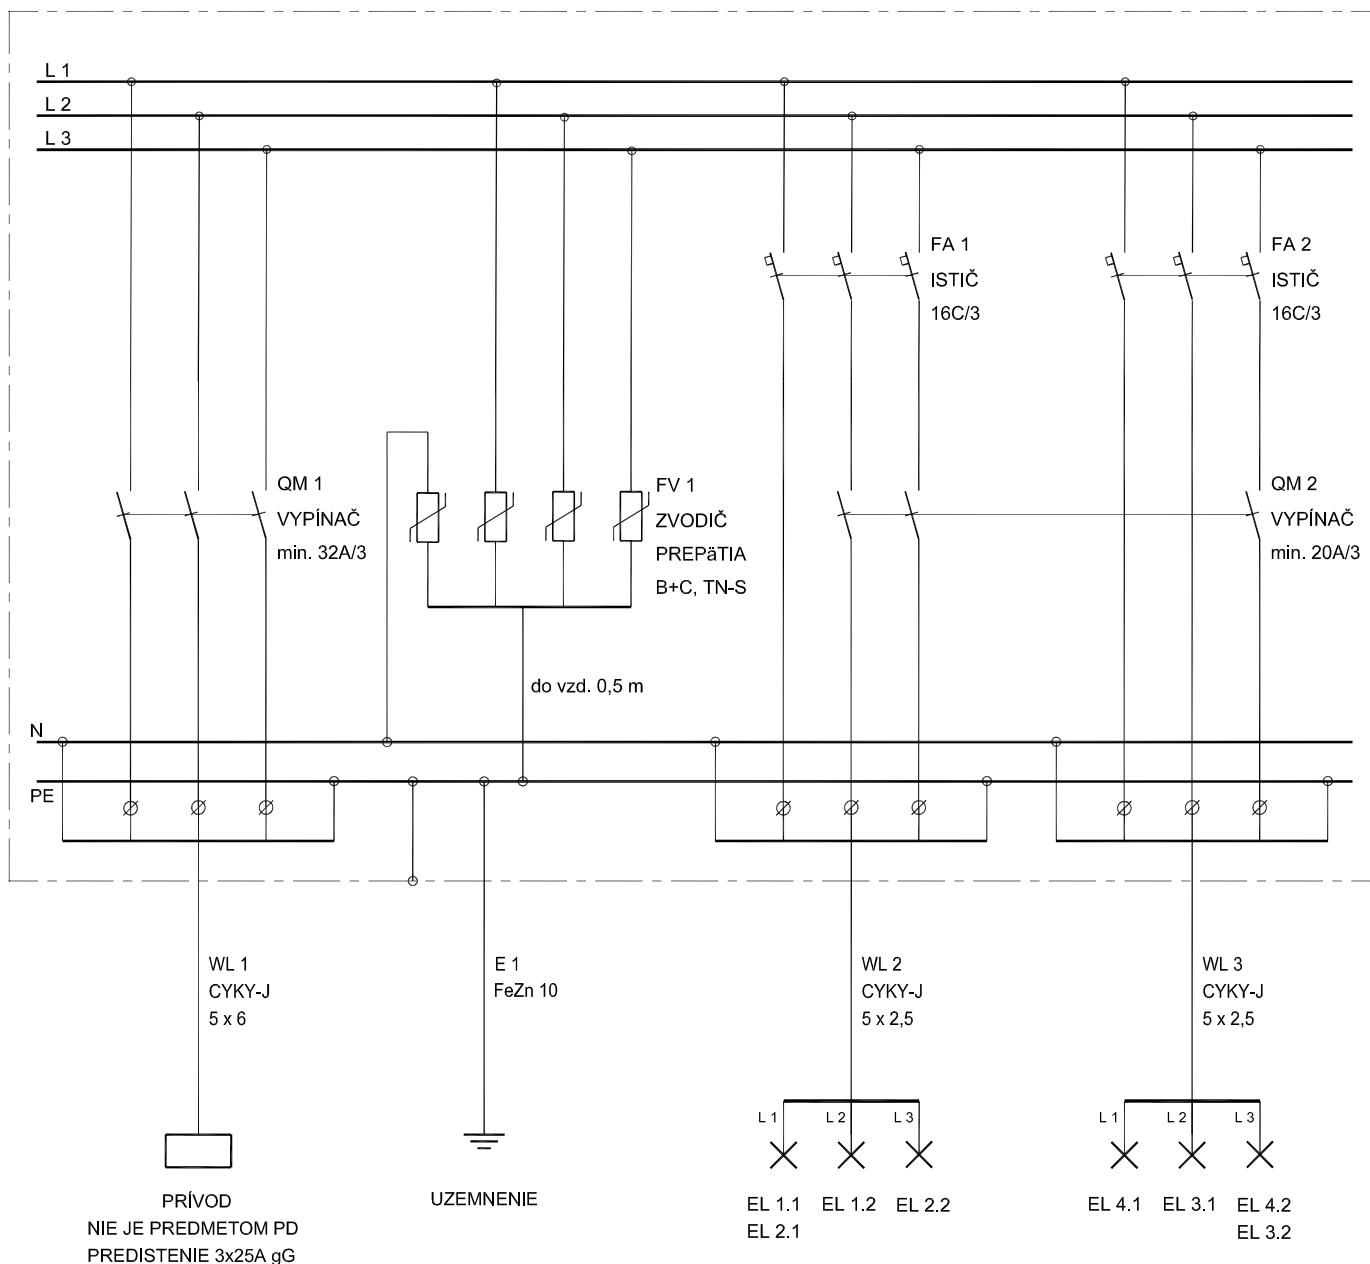 L 1
L 2
L 3
FA 1
ISTIČ
16C/3
FA 2
ISTIČ
16C/3
QM 1
VYPÍNAČ
min. 32A/3
FV 1
ZVODIČ
PREPäTIA
B+C, TN-S
QM 2
VYPÍNAČ
min. 20A/3
do vzd. 0,5 m
N
PE
WL 1
CYKY-J
5 x 6
E 1
FeZn 10
WL 2
CYKY-J
5 x 2,5
WL 3
CYKY-J
5 x 2,5
L 1
L 2
L 3
L 1
L 2
L 3
PRÍVOD
NIE JE PREDMETOM PD
PREDISTENIE 3x25A gG
UZEMNENIE
EL 1.1
EL 2.1
EL 1.2
EL 2.2
EL 4.1
EL 3.1
EL 4.2
EL 3.2